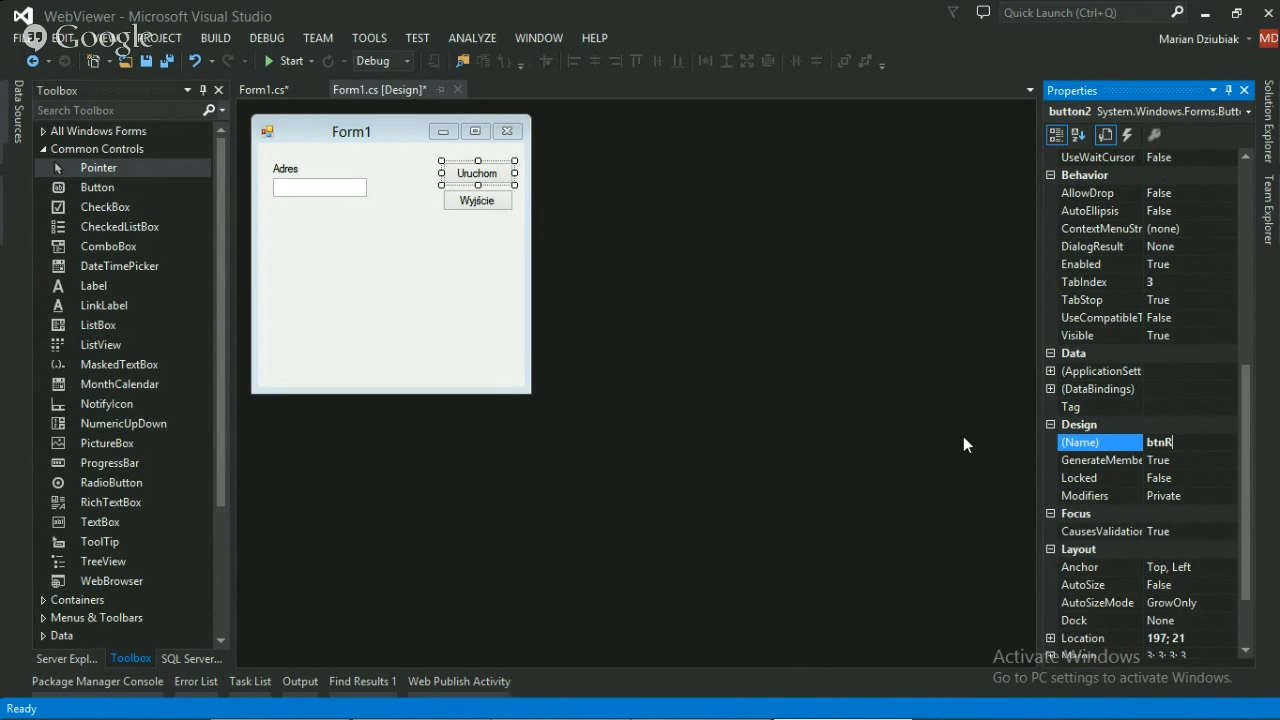 WebViewer - Microsoft Visual Studio
Quick Launch (Ctrl+Q)
Google
EDIT
PROJECT
BUILD
DEBUG
TEAM
TOOLS
TEST
ANALYZE
WINDOW
HELP
Marian Dziubiak
MD
Start
Debug
Data Sources
Toolbox
Search Toolbox
All Windows Forms
Common Controls
Pointer
Button
CheckBox
CheckedListBox
ComboBox
DateTimePicker
Label
LinkLabel
ListBox
ListView
MaskedTextBox
MonthCalendar
NotifyIcon
NumericUpDown
PictureBox
ProgressBar
RadioButton
RichTextBox
TextBox
ToolTip
TreeView
WebBrowser
Containers
Menus & Toolbars
Data
Server Expl...
Toolbox
SQL Server...
Form1.cs*
Form1.cs [Design]*
Form1
Adres
Uruchom
Wyjście
Properties
button2 System.Windows.Forms.Butt
UseWaitCursor False
Behavior
AllowDrop False
AutoEllipsis False
ContextMenuStr (none)
DialogResult None
Enabled True
TabIndex 3
TabStop True
UseCompatibleT False
Visible True
Data
(ApplicationSett
(DataBindings)
Tag
Design
(Name) btnR
GenerateMembe True
Locked False
Modifiers Private
Focus
CausesValidation True
Layout
Anchor Top, Left
AutoSize False
AutoSizeMode GrowOnly
Dock None
Location 197; 21
Margin 3; 3; 3; 3
Solution Explorer
Team Explorer
Activate Windows
Go to PC settings to activate Windows.
Package Manager Console
Error List
Task List
Output
Find Results 1
Web Publish Activity
Ready